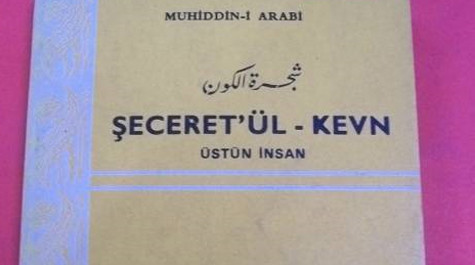 MUHİDDİN-İ ARABİ
شجرة الكون
ŞECERET'ÜL - KEVN
ÜSTÜN İNSAN